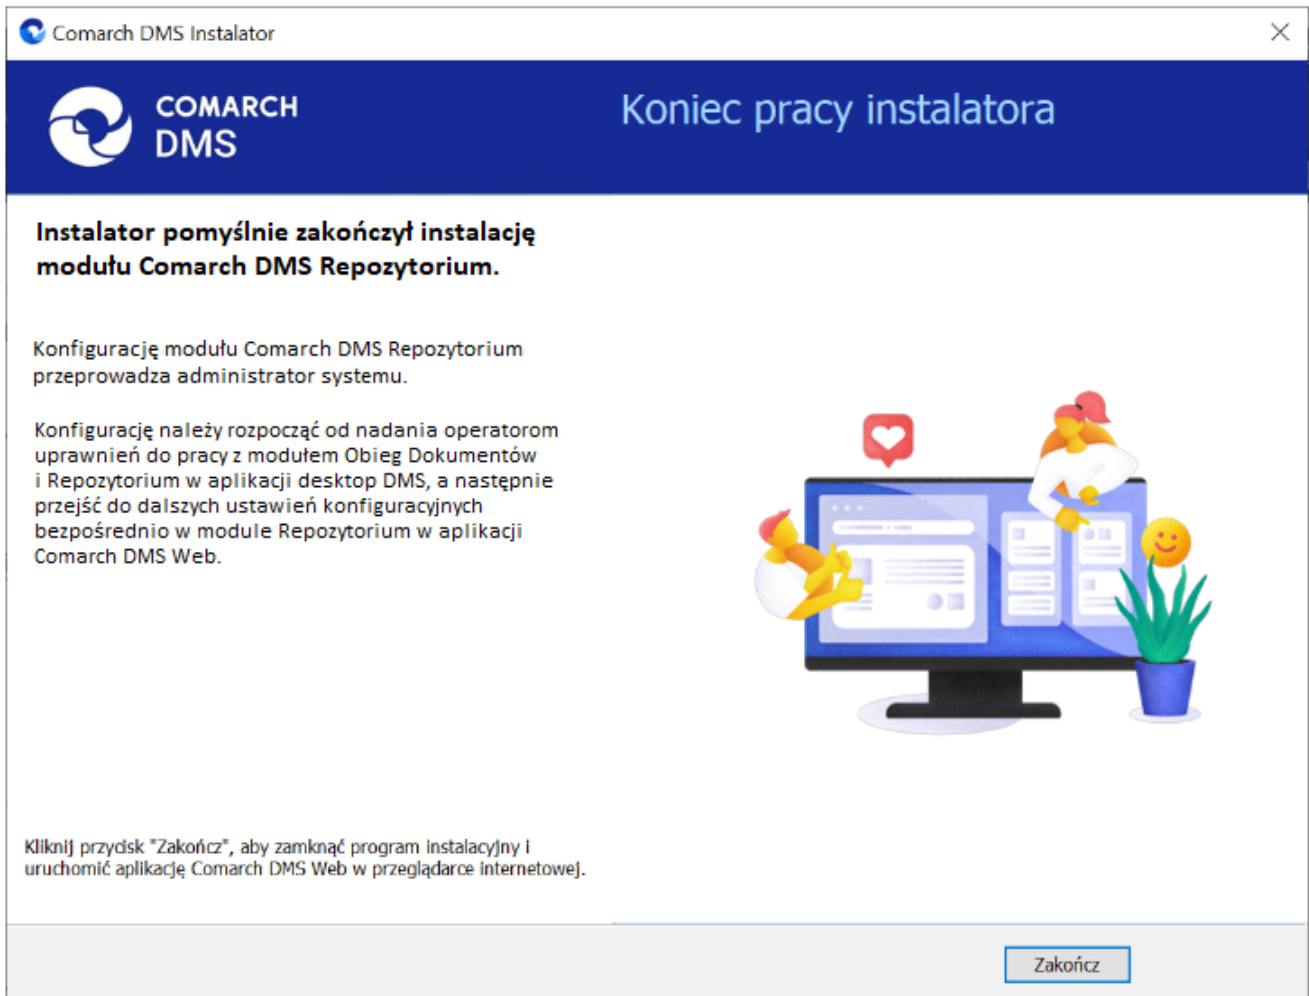 Comarch DMS Instalator
COMARCH
DMS
Koniec pracy instalatora
Instalator pomyślnie zakończył instalację
modułu Comarch DMS Repozytorium.
Konfigurację modułu Comarch DMS Repozytorium
przeprowadza administrator systemu.
Konfigurację należy rozpocząć od nadania operatorom
uprawnień do pracy z modułem Obieg Dokumentów
i Repozytorium w aplikacji desktop DMS, a następnie
przejść do dalszych ustawień konfiguracyjnych
bezpośrednio w module Repozytorium w aplikacji
Comarch DMS Web.
Kliknij przycisk "Zakończ", aby zamknąć program instalacyjny i
uruchomić aplikację Comarch DMS Web w przeglądarce internetowej.
Zakończ